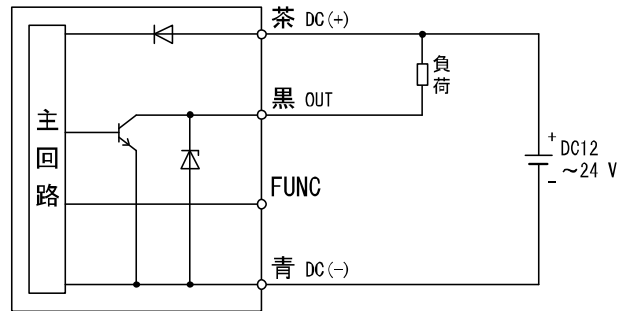 茶 DC(+)
負荷
黒 OUT
主回路
+
DC12
～24 V
-
FUNC
青 DC(-)